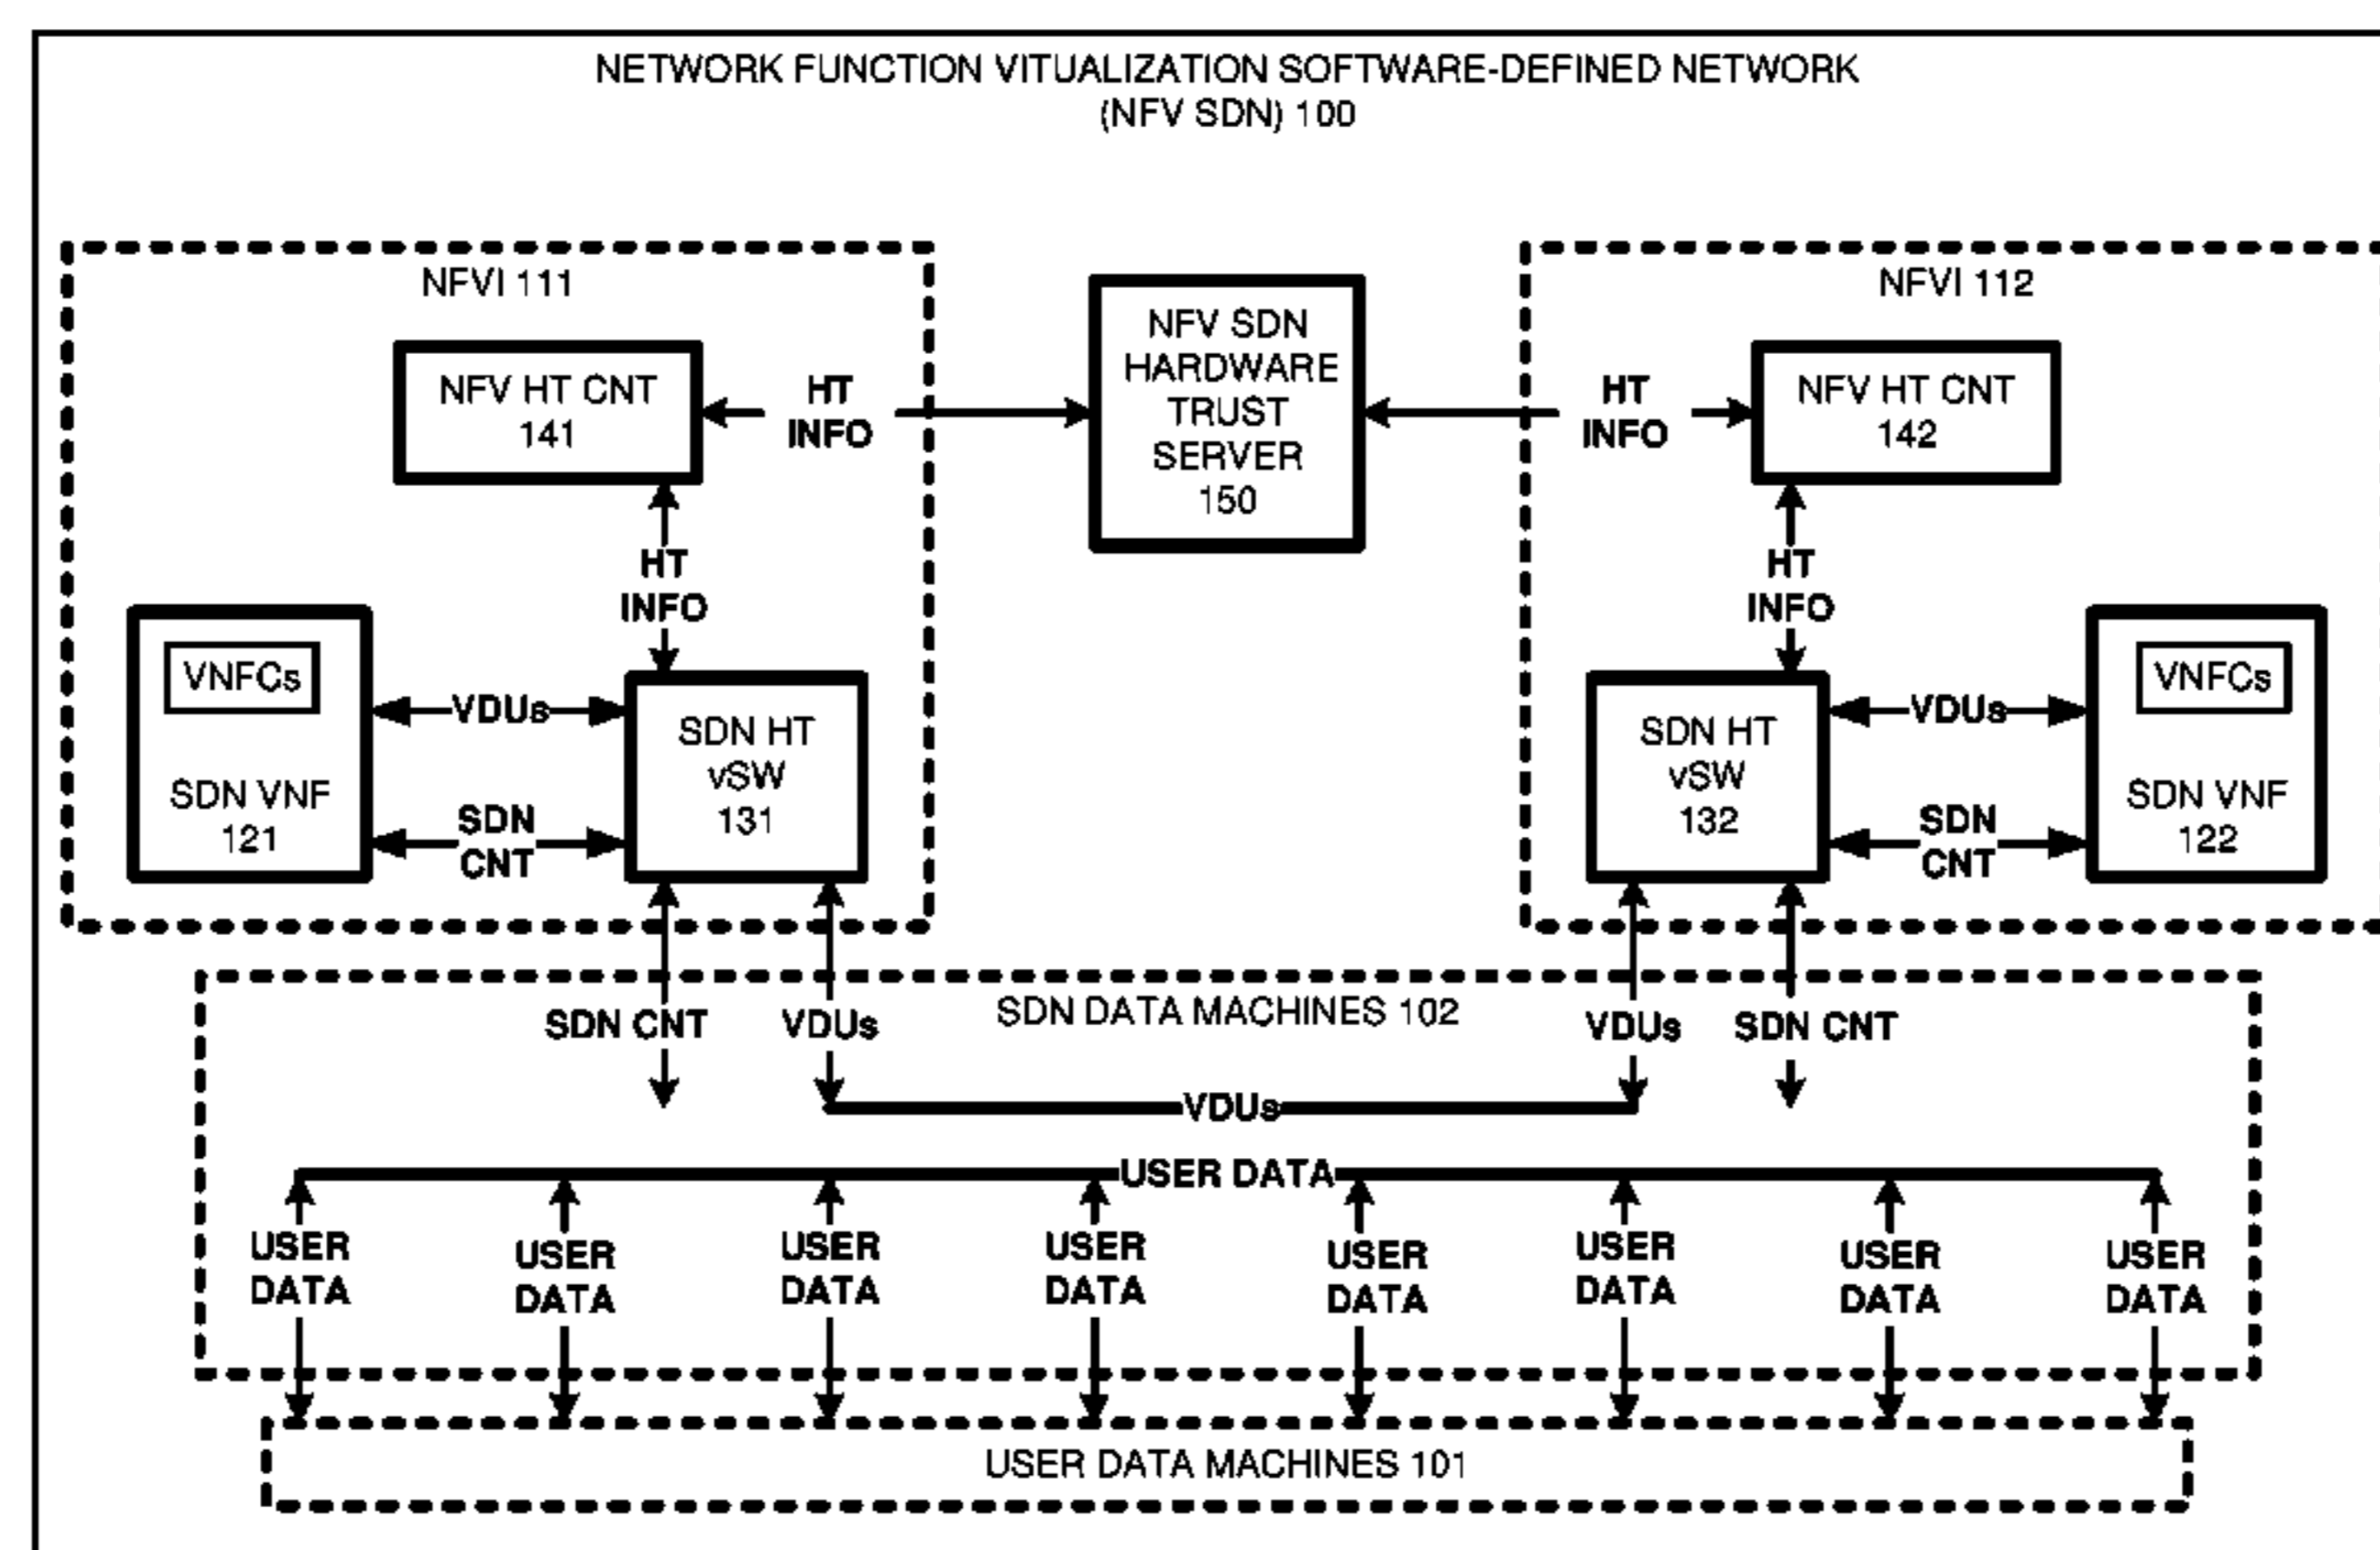 NETWORK FUNCTION VITUALIZATION SOFTWARE-DEFINED NETWORK
(NFV SDN) 100
NFVI 111
NFV HT CNT
141
HT
INFO
HT
INFO
VNFCs
SDN VNF
121
VDUs
SDN
CNT
SDN HT
vSW
131
NFV SDN
HARDWARE
TRUST
SERVER
150
NFVI 112
HT
INFO
NFV HT CNT
142
HT
INFO
SDN HT
vSW
132
VDUs
SDN
CNT
VNFCs
SDN VNF
122
SDN DATA MACHINES 102
SDN CNT
VDUs
VDUs
SDN CNT
VDUs
USER DATA
USER
DATA
USER
DATA
USER
DATA
USER
DATA
USER
DATA
USER
DATA
USER
DATA
USER
DATA
USER DATA MACHINES 101